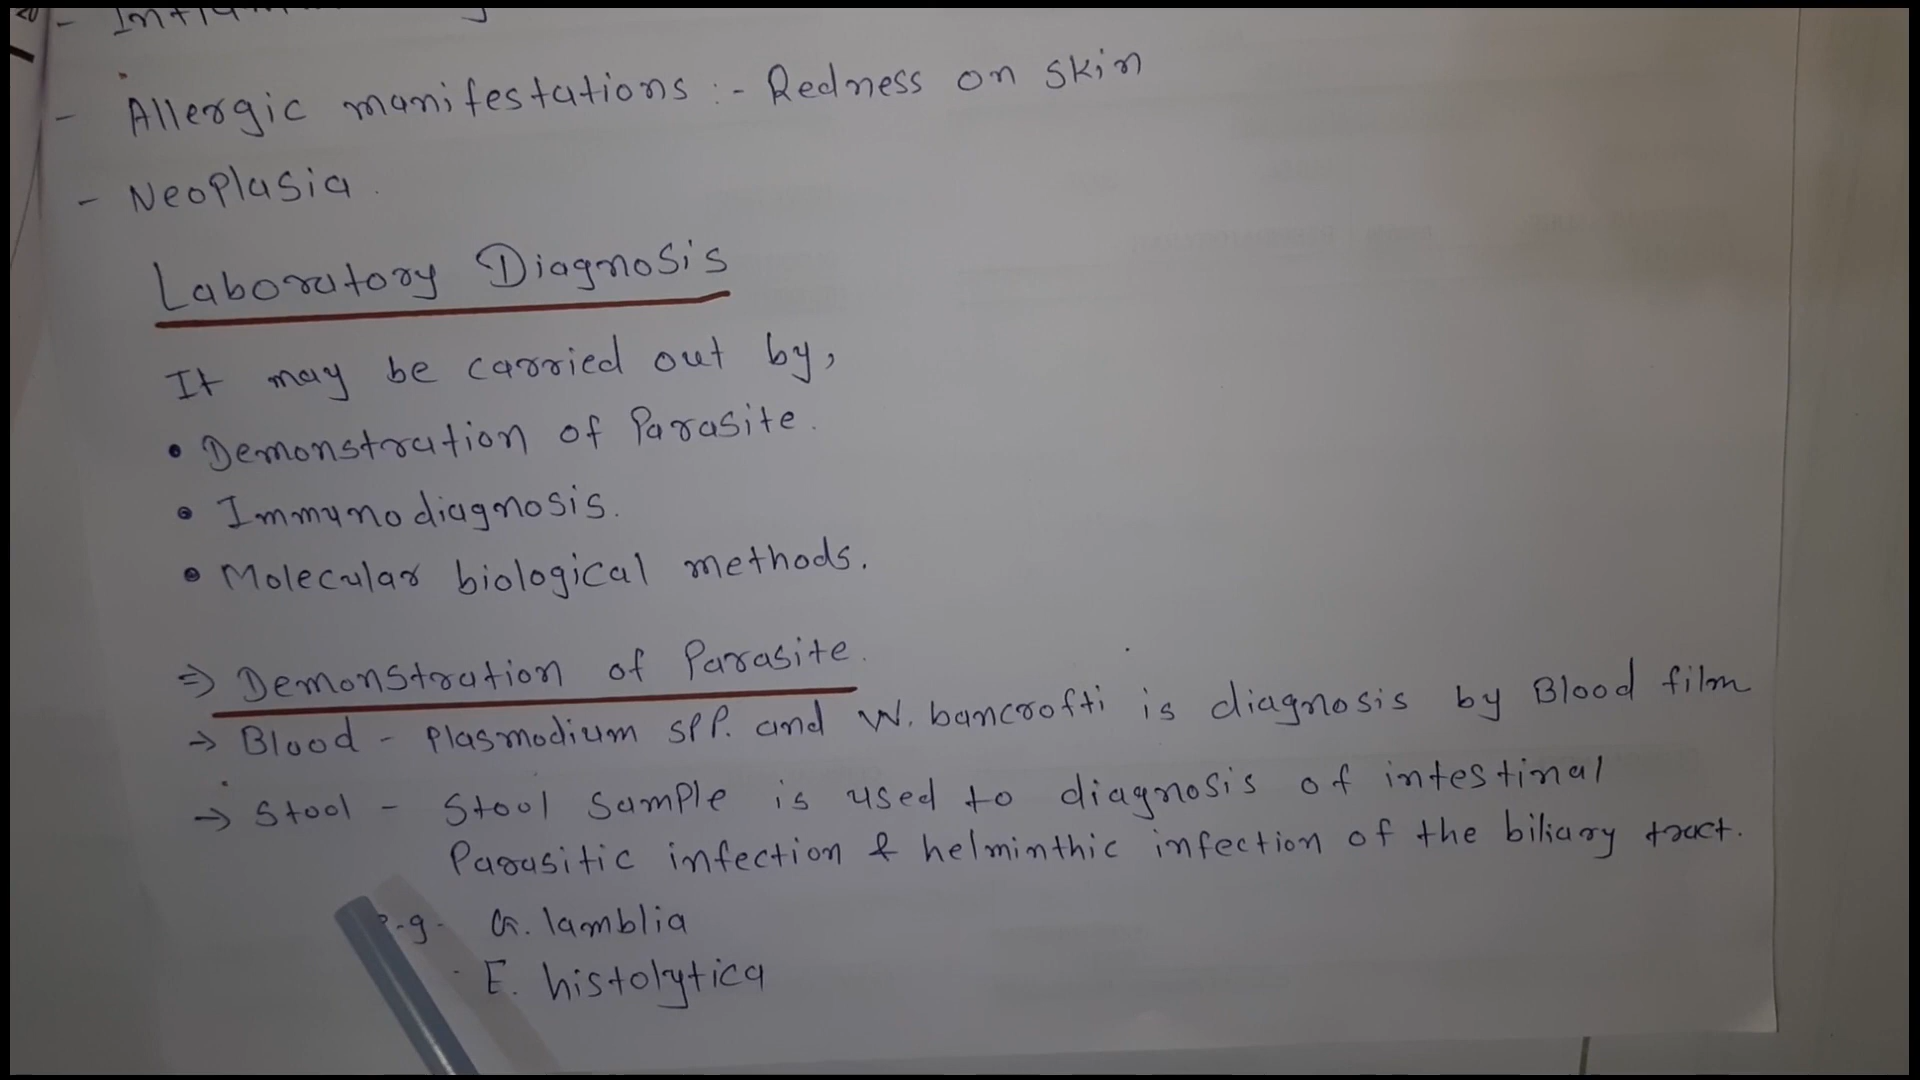 - Allergic manifestations :- Redness on skin
- Neoplasia.
Laboratory Diagnosis
It may be carried out by,
• Demonstration of Parasite.
• Immunodiagnosis.
• Molecular biological methods.
⇒ Demonstration of Parasite.
→ Blood - Plasmodium SPP. and W. bancrofti is diagnosis by Blood film
→ Stool - Stool sample is used to diagnosis of intestinal
Parasitic infection & helminthic infection of the biliary tract.
e.g. G. lamblia
E. histolytica